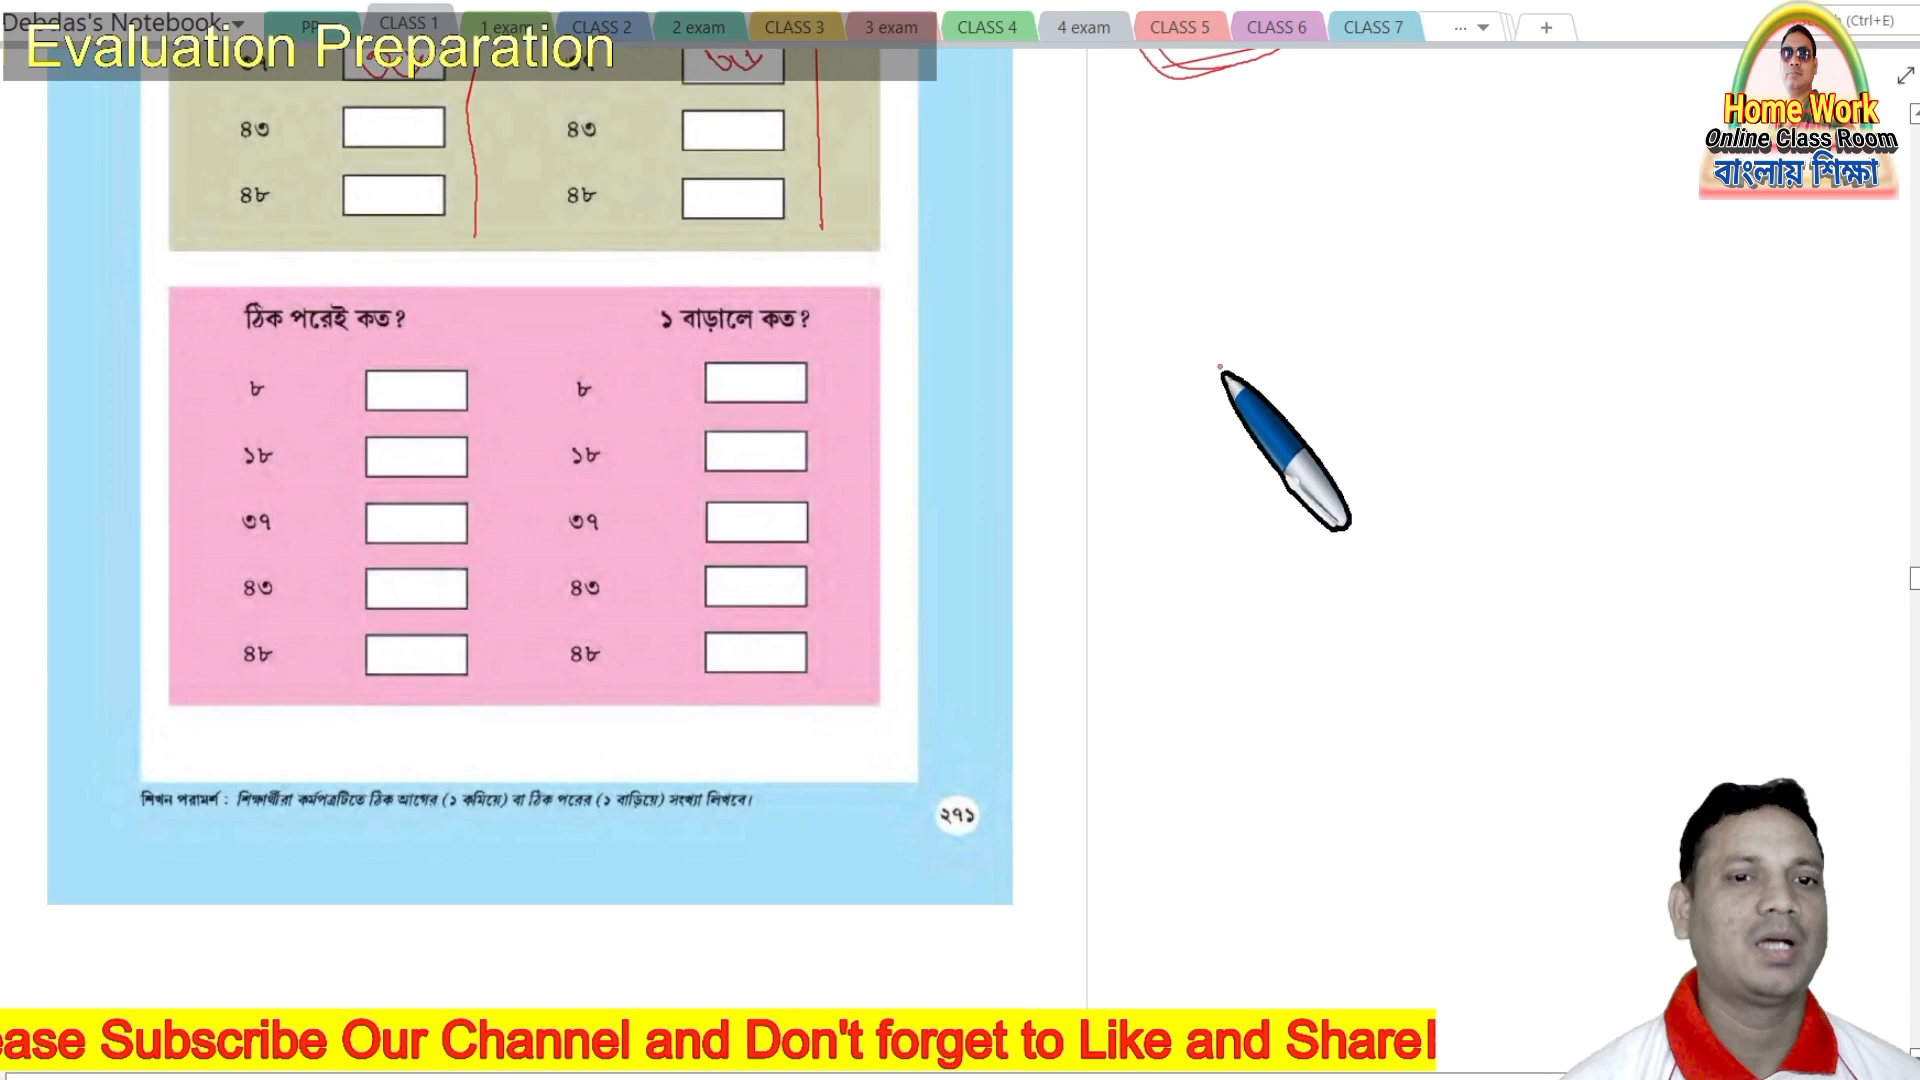 Debdas's Notebook
PP
CLASS 1
1 exam
CLASS 2
2 exam
CLASS 3
3 exam
CLASS 4
4 exam
CLASS 5
CLASS 6
CLASS 7
...
+
(Ctrl+E)
Evaluation Preparation
Home Work
Online Class Room
বাংলায় শিক্ষা
৪৩ ৪৩
৪৮ ৪৮
ঠিক পরেই কত? ১ বাড়ালে কত?
৮ ৮
১৮ ১৮
৩৭ ৩৭
৪৩ ৪৩
৪৮ ৪৮
শিখন পরামর্শ : শিক্ষার্থীরা কর্মপত্রটিতে ঠিক আগের (১ কমিয়ে) বা ঠিক পরের (১ বাড়িয়ে) সংখ্যা লিখবে।
২৭১
ease Subscribe Our Channel and Don't forget to Like and Share!